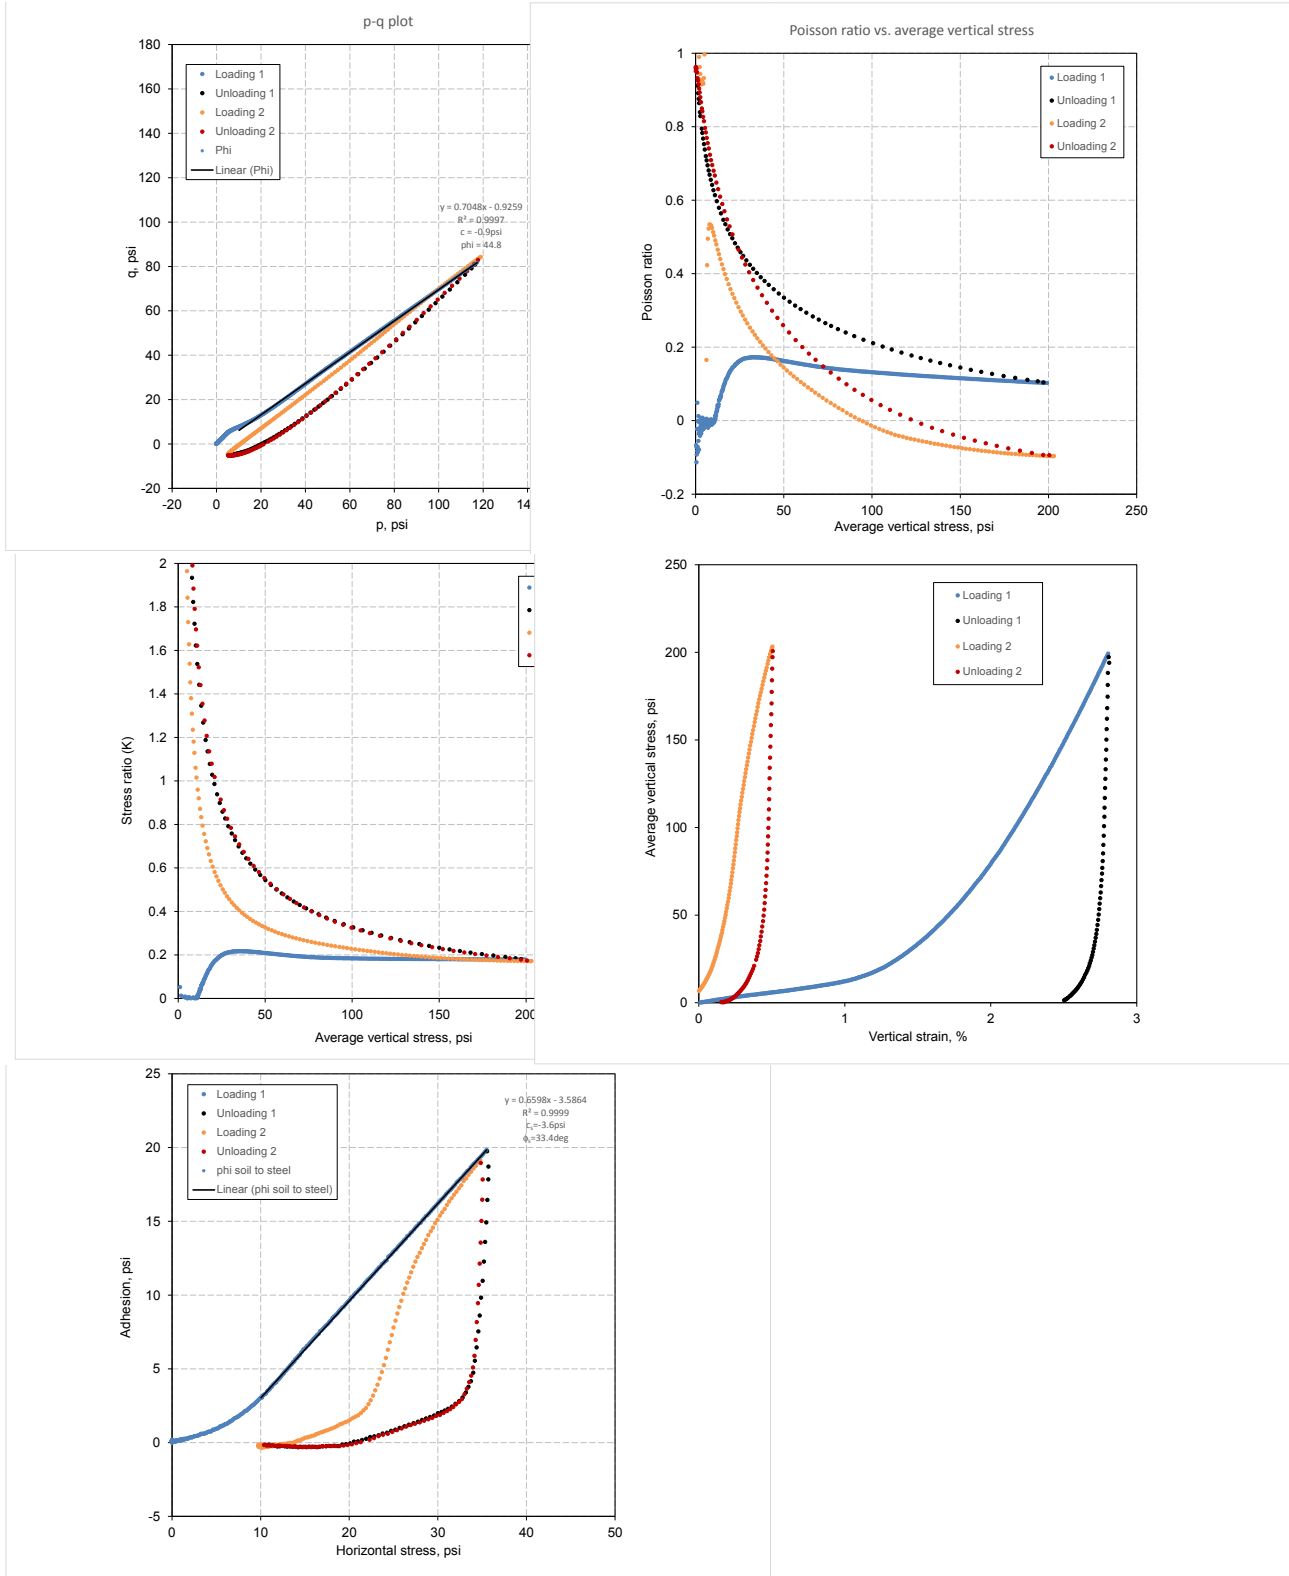 p-q plot
180
160
140
120
100
80
60
40
20
0
-20
q, psi
Loading 1
Unloading 1
Loading 2
Unloading 2
Phi
Linear (Phi)
y = 0.7048x - 0.9259
R² = 0.9997
c = -0.9psi
phi = 44.8
-20 0 20 40 60 80 100 120 14
p, psi
Poisson ratio vs. average vertical stress
1
0.8
0.6
0.4
0.2
0
-0.2
Poisson ratio
Loading 1
Unloading 1
Loading 2
Unloading 2
0 50 100 150 200 250
Average vertical stress, psi
2
1.8
1.6
1.4
1.2
1
0.8
0.6
0.4
0.2
0
Stress ratio (K)
0 50 100 150 200
Average vertical stress, psi
250
200
150
100
50
0
Average vertical stress, psi
Loading 1
Unloading 1
Loading 2
Unloading 2
0 1 2 3
Vertical strain, %
25
20
15
10
5
0
-5
Adhesion, psi
Loading 1
Unloading 1
Loading 2
Unloading 2
phi soil to steel
Linear (phi soil to steel)
y = 0.6598x - 3.5864
R² = 0.9999
cₐ=-3.6psi
=33.4deg
0 10 20 30 40 50
Horizontal stress, psi